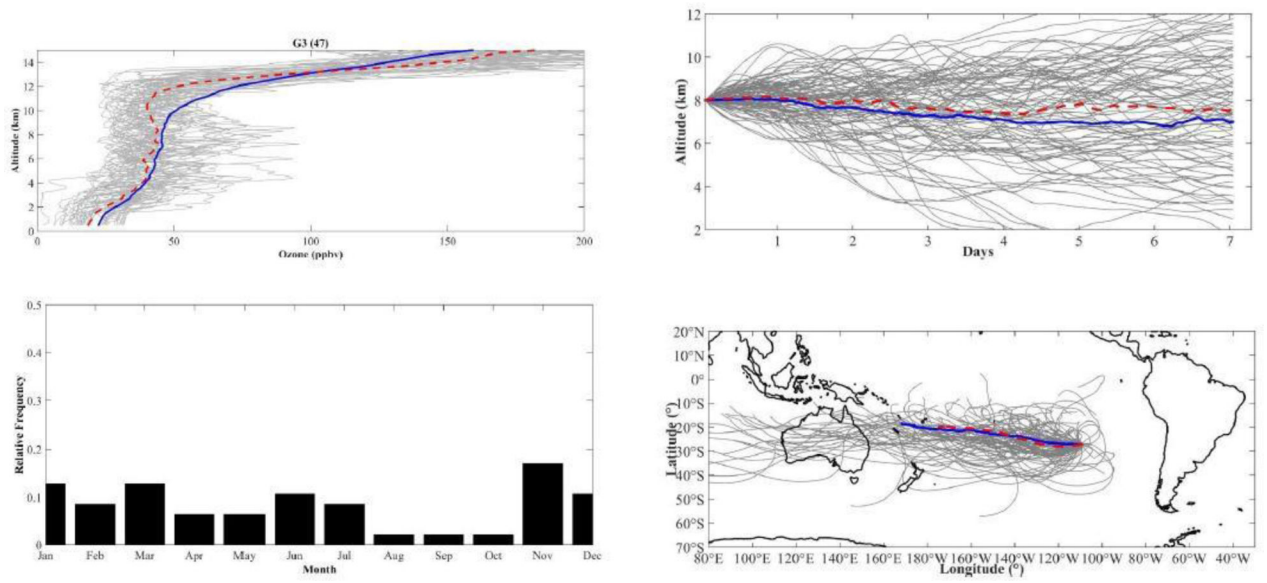 G3 (47)
14
12
10
8
6
4
2
0
Altitude (km)
0 50 100 150 200
Ozone (ppbv)
12
10
8
6
4
2
Altitude (km)
1 2 3 4 5 6 7
Days
0.5
0.4
0.3
0.2
0.1
0
Relative Frequency
Jan Feb Mar Apr May Jun Jul Aug Sep Oct Nov Dec
Month
20°N
10°N
0°
10°S
20°S
30°S
40°S
50°S
60°S
70°S
Latitude (°)
80°E 100°E 120°E 140°E 160°E 180°W 160°W 140°W 120°W 100°W 80°W 60°W 40°W
Longitude (°)